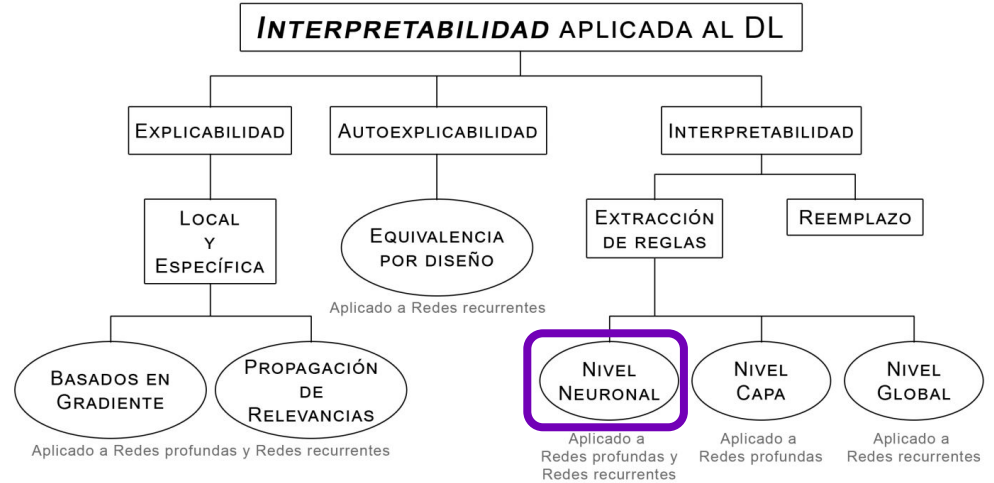 INTERPRETABILIDAD APLICADA AL DL
EXPLICABILIDAD
AUTOEXPLICABILIDAD
INTERPRETABILIDAD
LOCAL
Y
ESPECÍFICA
EQUIVALENCIA
POR DISEÑO
Aplicado a Redes recurrentes
EXTRACCIÓN
DE REGLAS
REEMPLAZO
BASADOS EN
GRADIENTE
PROPAGACIÓN
DE
RELEVANCIAS
Aplicado a Redes profundas y Redes recurrentes
NIVEL
NEURONAL
Aplicado a
Redes profundas y
Redes recurrentes
NIVEL
CAPA
Aplicado a
Redes profundas
NIVEL
GLOBAL
Aplicado a
Redes recurrentes